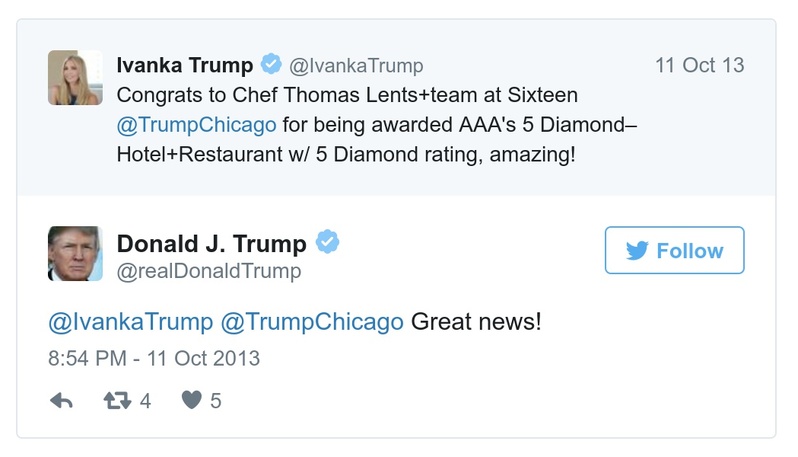 Ivanka Trump @IvankaTrump 11 Oct 13
Congrats to Chef Thomas Lents+team at Sixteen
@TrumpChicago for being awarded AAA's 5 Diamond–
Hotel+Restaurant w/ 5 Diamond rating, amazing!
Donald J. Trump
@realDonaldTrump
Follow
@IvankaTrump @TrumpChicago Great news!
8:54 PM - 11 Oct 2013
4 5